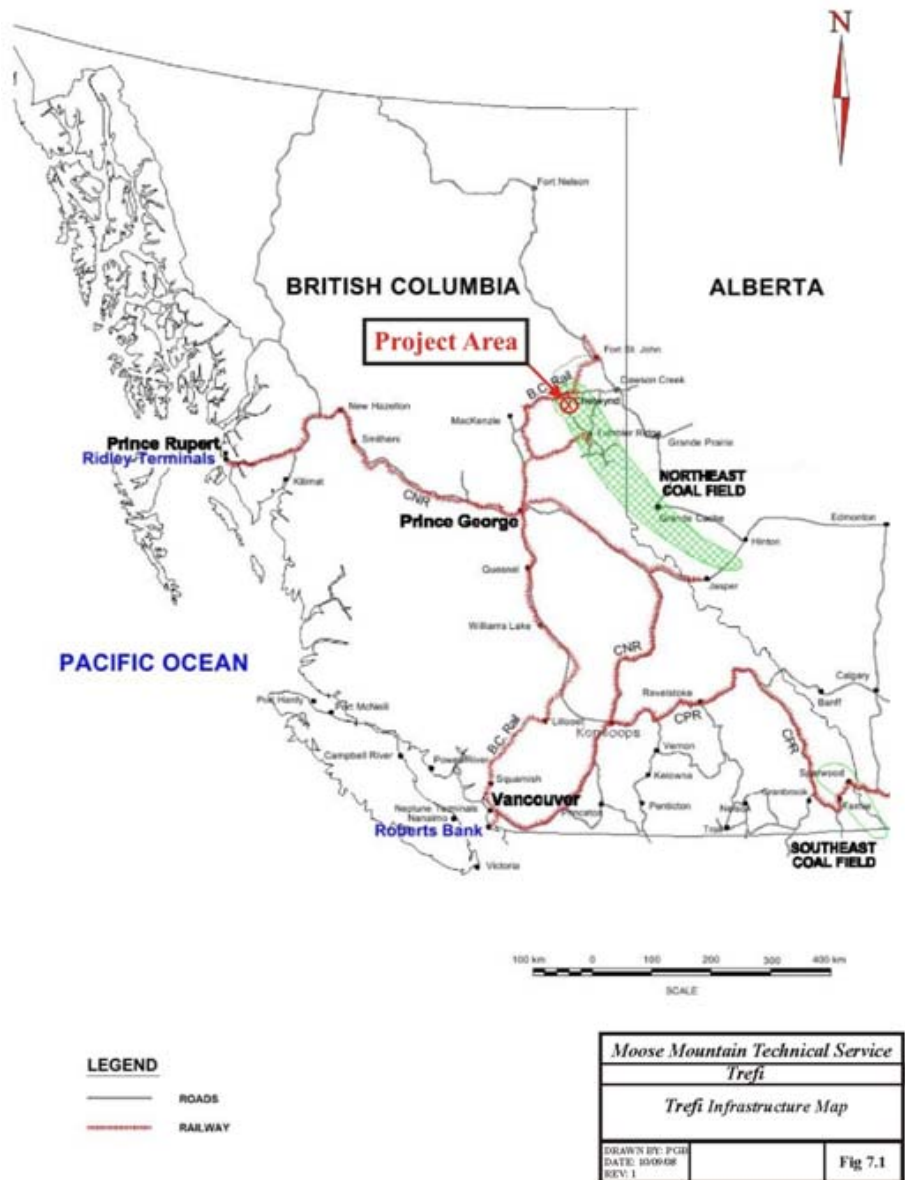 N
Fort Nelson
BRITISH COLUMBIA
ALBERTA
Project Area
Fort St. John
B.C. Rail
Dawson Creek
Chetwynd
New Hazelton
MacKenzie
Tumbler Ridge
Grande Prairie
Prince Rupert
Smithers
Ridley Terminals
Kitimat
NORTHEAST
COAL FIELD
CNR
Prince George
Grande Cache
Edmonton
Hinton
Quesnel
Jasper
Williams Lake
CNR
PACIFIC OCEAN
Calgary
Revelstoke
Banff
Port Hardy
Port McNeill
B.C. Rail
Lillooet
Kamloops
CPR
CPR
Vernon
Campbell River
Powell River
Squamish
Kelowna
Sparwood
Vancouver
Cranbrook
Neptune Terminals
Nanaimo
Princeton
Penticton
Nelson
Fernie
Roberts Bank
Trail
SOUTHEAST
COAL FIELD
Victoria
100 km 0 100 200 300 400 km
SCALE
LEGEND
ROADS
RAILWAY
Moose Mountain Technical Service
Trefi
Trefi Infrastructure Map
DRAWN BY: PGB
DATE: 10/09/08
REV: 1
Fig 7.1